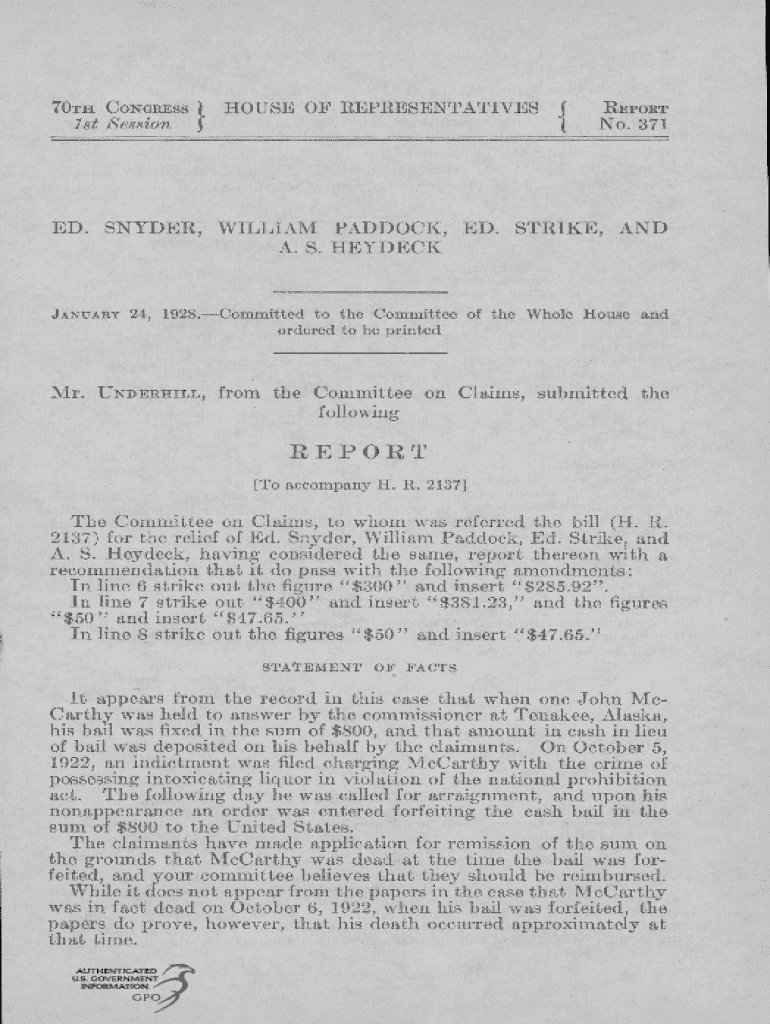 70TH CONGRESS } HOUSE OF REPRESENTATIVES { REPORT
1st Session } { No. 371
ED. SNYDER, WILLIAM PADDOCK, ED. STRIKE, AND
A. S. HEYDECK
JANUARY 24, 1928.—Committed to the Committee of the Whole House and
ordered to be printed
Mr. UNDERHILL, from the Committee on Claims, submitted the
following
REPORT
[To accompany H. R. 2137]
The Committee on Claims, to whom was referred the bill (H. R.
2137) for the relief of Ed. Snyder, William Paddock, Ed. Strike, and
A. S. Heydeck, having considered the same, report thereon with a
recommendation that it do pass with the following amendments:
In line 6 strike out the figure "$300" and insert "$285.92".
In line 7 strike out "$400" and insert "$381.23," and the figures
"$50" and insert "$47.65."
In line 8 strike out the figures "$50" and insert "$47.65."
STATEMENT OF FACTS
It appears from the record in this case that when one John Mc-
Carthy was held to answer by the commissioner at Tenakee, Alaska,
his bail was fixed in the sum of $800, and that amount in cash in lieu
of bail was deposited on his behalf by the claimants. On October 5,
1922, an indictment was filed charging McCarthy with the crime of
possessing intoxicating liquor in violation of the national prohibition
act. The following day he was called for arraignment, and upon his
nonappearance an order was entered forfeiting the cash bail in the
sum of $800 to the United States.
The claimants have made application for remission of the sum on
the grounds that McCarthy was dead at the time the bail was for-
feited, and your committee believes that they should be reimbursed.
While it does not appear from the papers in the case that McCarthy
was in fact dead on October 6, 1922, when his bail was forfeited, the
papers do prove, however, that his death occurred approximately at
that time.
AUTHENTICATED
U.S. GOVERNMENT
INFORMATION
GPO